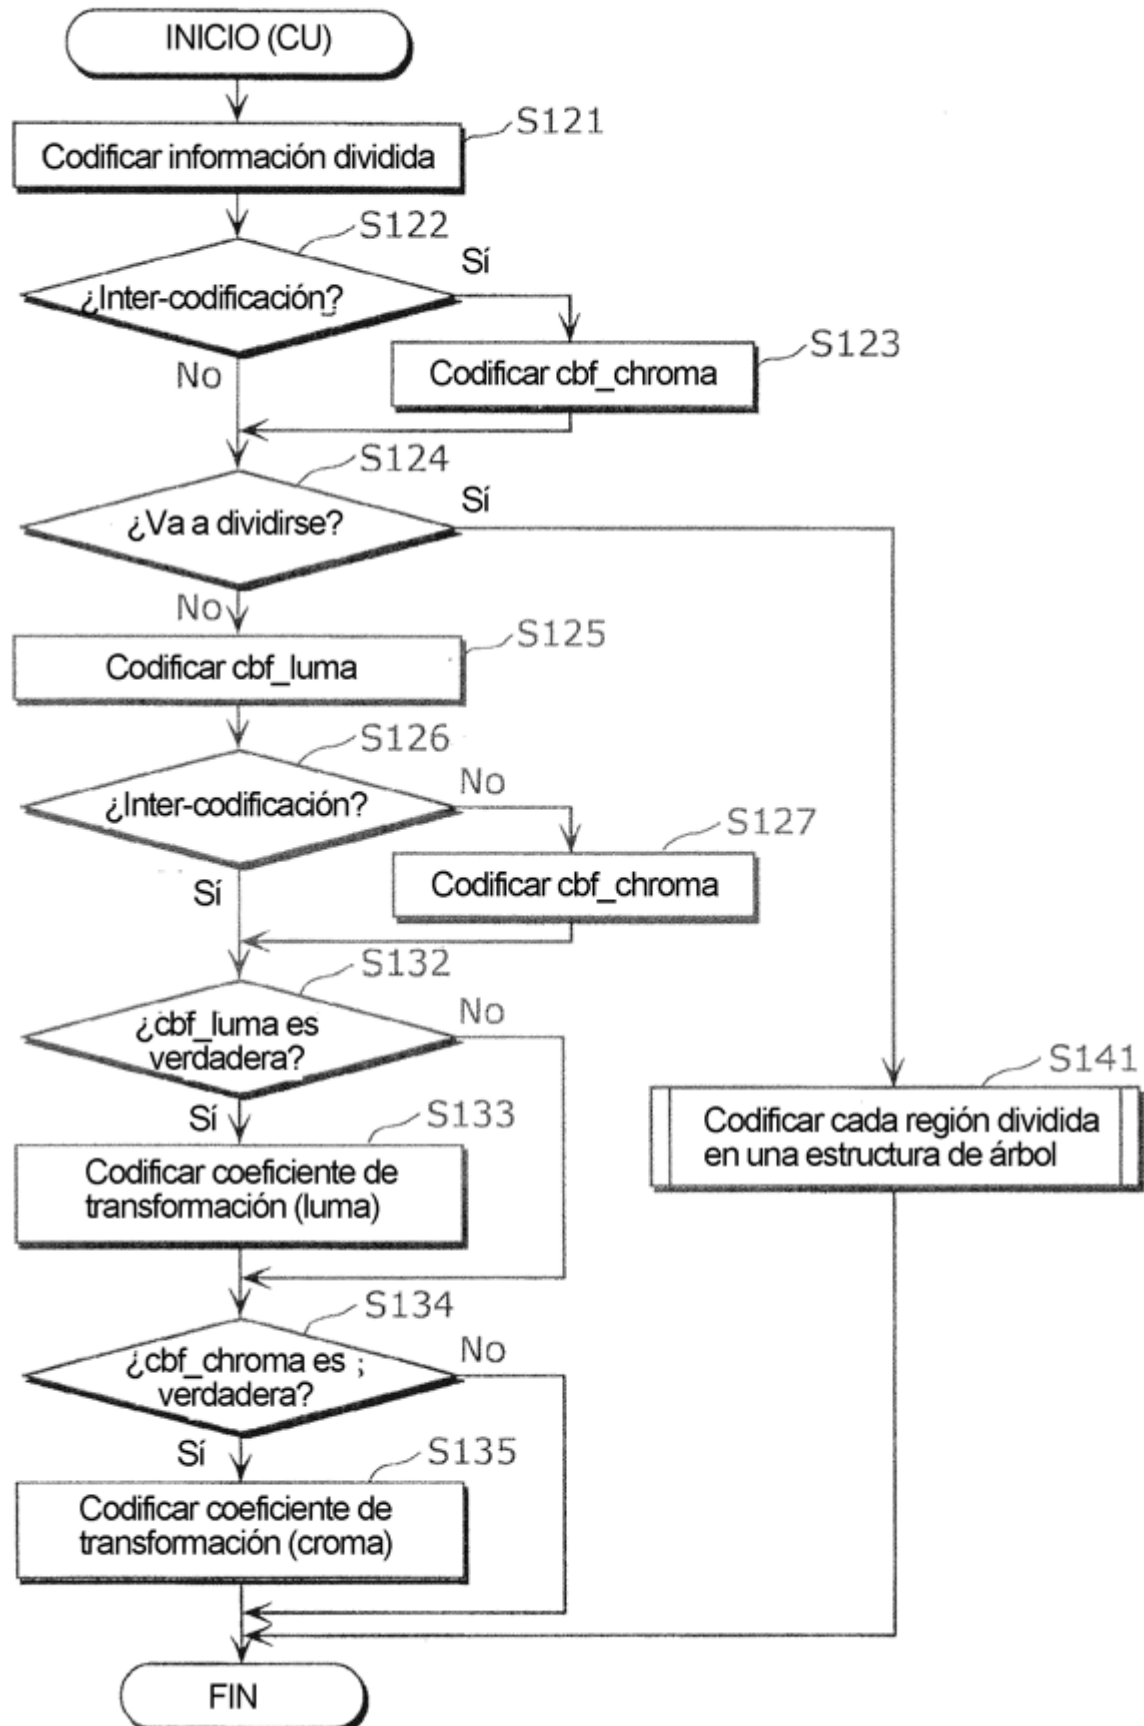 INICIO (CU)
S121
Codificar información dividida
S122
¿Inter-codificación?
Sí
No
S123
Codificar cbf_chroma
S124
¿Va a dividirse?
Sí
No
S125
Codificar cbf_luma
S126
¿Inter-codificación?
No
Sí
S127
Codificar cbf_chroma
S132
¿cbf_luma es
verdadera?
No
Sí
S141
Codificar cada región dividida
en una estructura de árbol
S133
Codificar coeficiente de
transformación (luma)
S134
¿cbf_chroma es
verdadera?
No
Sí
S135
Codificar coeficiente de
transformación (croma)
FIN